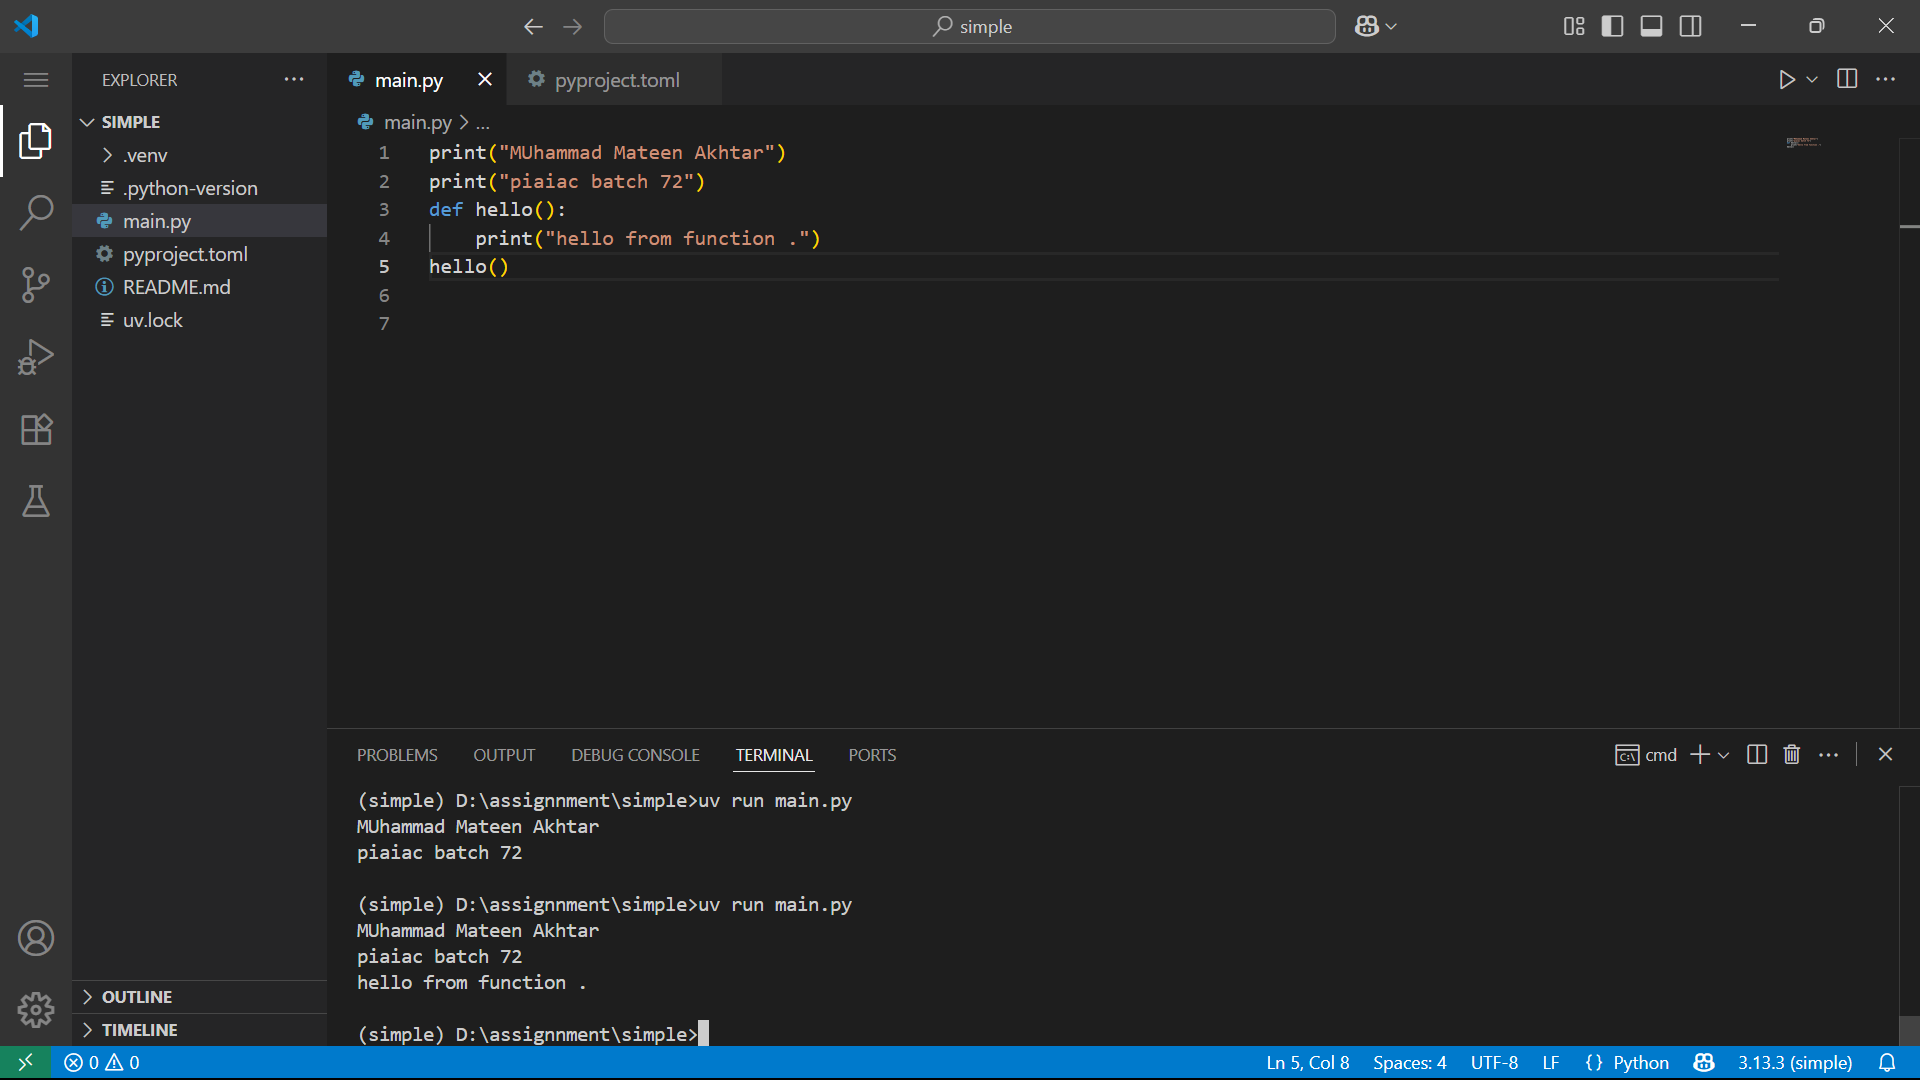 simple
EXPLORER
main.py
pyproject.toml
SIMPLE
.venv
.python-version
main.py
pyproject.toml
README.md
uv.lock
OUTLINE
TIMELINE
main.py > ...
1 print("MUhammad Mateen Akhtar")
2 print("piaiac batch 72")
3 def hello():
4     print("hello from function .")
5 hello()
6
7
PROBLEMS OUTPUT DEBUG CONSOLE TERMINAL PORTS
cmd
(simple) D:\assignnment\simple>uv run main.py
MUhammad Mateen Akhtar
piaiac batch 72
(simple) D:\assignnment\simple>uv run main.py
MUhammad Mateen Akhtar
piaiac batch 72
hello from function .
(simple) D:\assignnment\simple>
0 0
Ln 5, Col 8 Spaces: 4 UTF-8 LF {} Python 3.13.3 (simple)